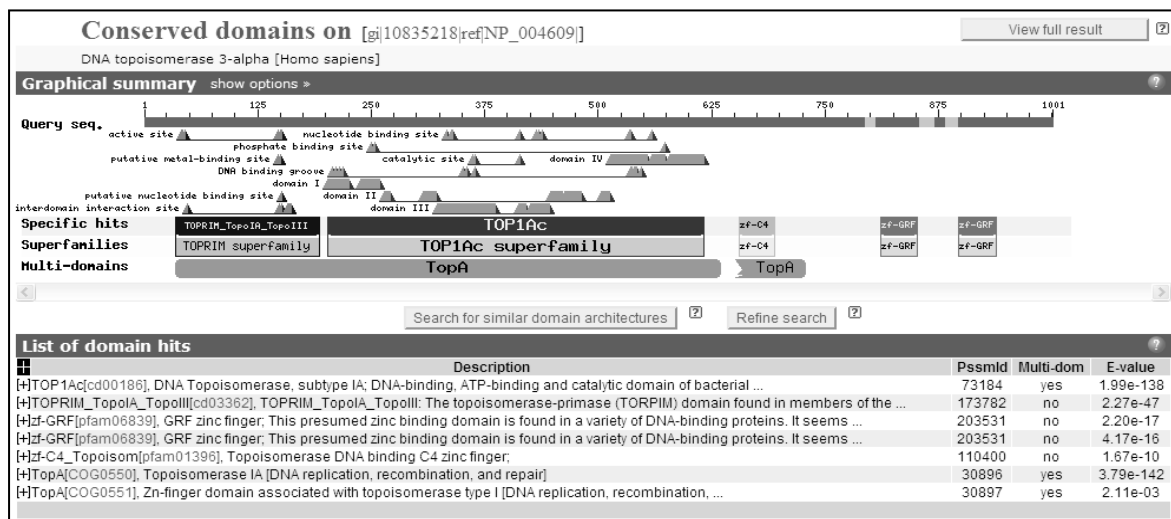 Conserved domains on [gi|10835218|ref|NP_004609|]
View full result
?
DNA topoisomerase 3-alpha [Homo sapiens]
Graphical summary show options »
?
1 125 250 375 500 625 750 875 1001
Query seq.
active site nucleotide binding site
phosphate binding site
putative metal-binding site catalytic site domain IV
DNA binding groove
domain I
putative nucleotide binding site domain II
interdomain interaction site domain III
Specific hits TOPRIM_TopoIA_TopoIII TOP1Ac zf-C4 zf-GRF zf-GRF
Superfamilies TOPRIM superfamily TOP1Ac superfamily zf-C4 zf-GRF zf-GRF
Multi-domains TopA TopA
Search for similar domain architectures ? Refine search ?
List of domain hits
?
Description PssmId Multi-dom E-value
[+]TOP1Ac[cd00186], DNA Topoisomerase, subtype IA; DNA-binding, ATP-binding and catalytic domain of bacterial ... 73184 yes 1.99e-138
[+]TOPRIM_TopoIA_TopoIII[cd03362], TOPRIM_TopoIA_TopoIII: The topoisomerase-primase (TORPIM) domain found in members of the ... 173782 no 2.27e-47
[+]zf-GRF[pfam06839], GRF zinc finger; This presumed zinc binding domain is found in a variety of DNA-binding proteins. It seems ... 203531 no 2.20e-17
[+]zf-GRF[pfam06839], GRF zinc finger; This presumed zinc binding domain is found in a variety of DNA-binding proteins. It seems ... 203531 no 4.17e-16
[+]zf-C4_Topoisom[pfam01396], Topoisomerase DNA binding C4 zinc finger; 110400 no 1.67e-10
[+]TopA[COG0550], Topoisomerase IA [DNA replication, recombination, and repair] 30896 yes 3.79e-142
[+]TopA[COG0551], Zn-finger domain associated with topoisomerase type I [DNA replication, recombination, ... 30897 yes 2.11e-03